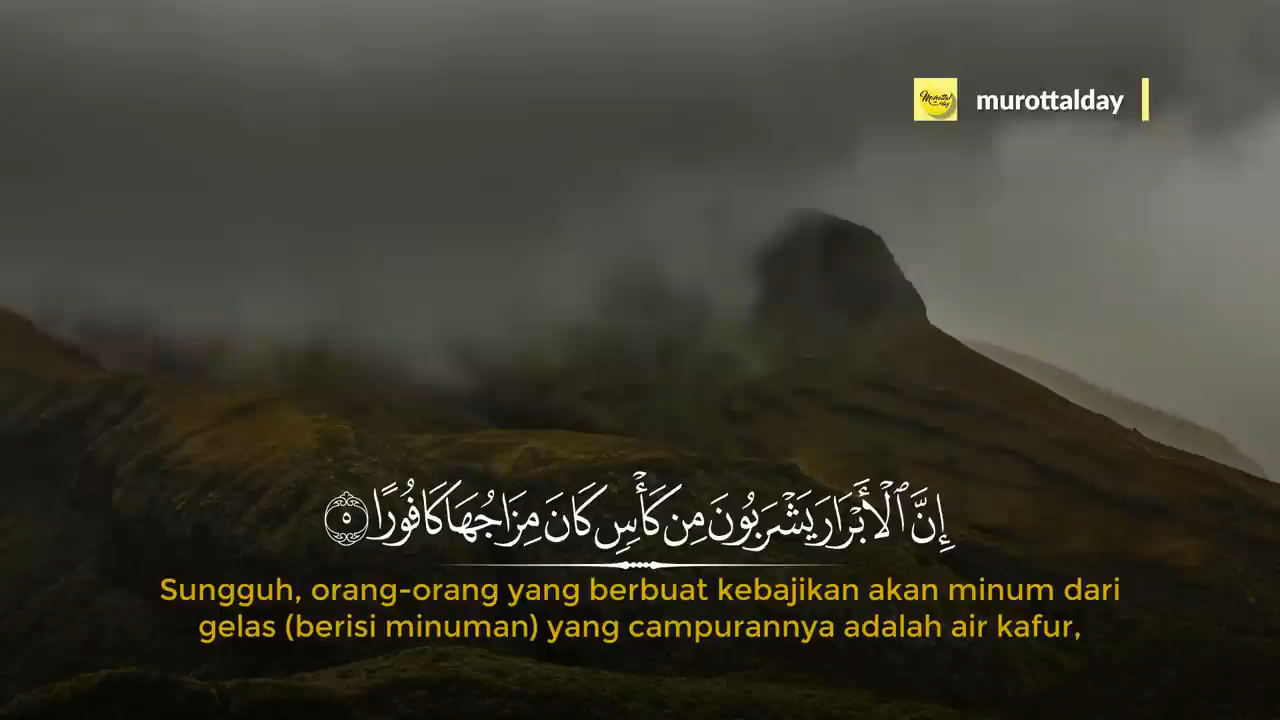 murottalday
إِنَّ ٱلْأَبْرَارَ يَشْرَبُونَ مِن كَأْسٍ كَانَ مِزَاجُهَا كَافُورًا ٥
Sungguh, orang-orang yang berbuat kebajikan akan minum dari
gelas (berisi minuman) yang campurannya adalah air kafur,